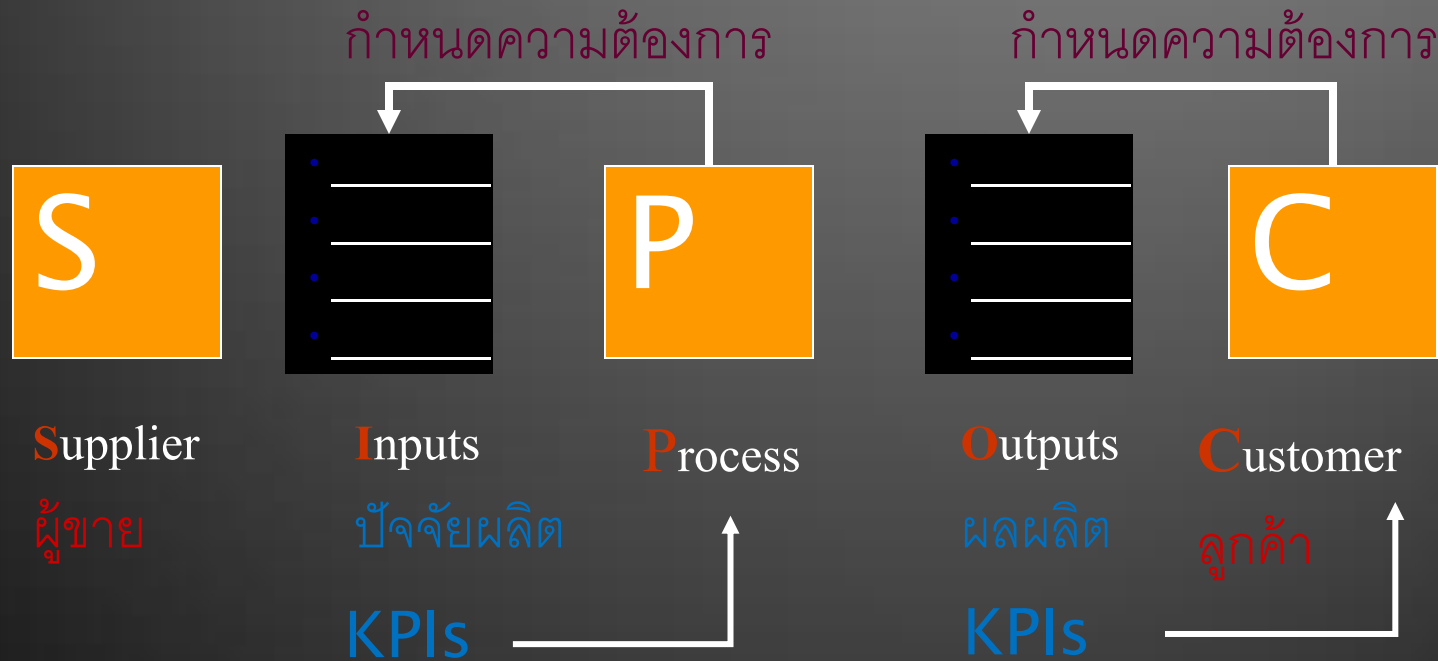 กำหนดความต้องการ
กำหนดความต้องการ
S
P
C
Supplier
Inputs
Process
Outputs
Customer
ผู้ขาย
ปัจจัยผลิต
ผลผลิต
ลูกค้า
KPIs
KPIs